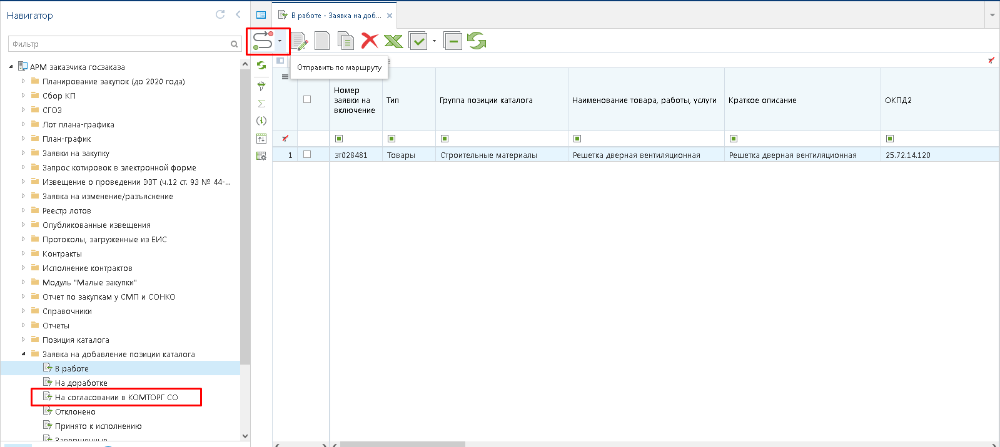 Навигатор
Фильтр
АРМ заказчика госзаказа
Планирование закупок (до 2020 года)
Сбор КП
СГОЗ
Лот плана-графика
План-график
Заявки на закупку
Запрос котировок в электронной форме
Извещение о проведении ЭЗТ (ч.12 ст. 93 № 44-...
Заявка на изменение/разъяснение
Реестр лотов
Опубликованные извещения
Протоколы, загруженные из ЕИС
Контракты
Исполнение контрактов
Модуль "Малые закупки"
Отчет по закупкам у СМП и СОНКО
Справочники
Отчеты
Позиция каталога
Заявка на добавление позиции каталога
В работе
На доработке
На согласовании в КОМТОРГ СО
Отклонено
Принято к исполнению
Завершенные
В работе - Заявка на доб...
Отправить по маршруту
Номер заявки на включение
Тип
Группа позиции каталога
Наименование товара, работы, услуги
Краткое описание
ОКПД2
1 эт028481 Товары Строительные материалы Решетка дверная вентиляционная Решетка дверная вентиляционная 25.72.14.120